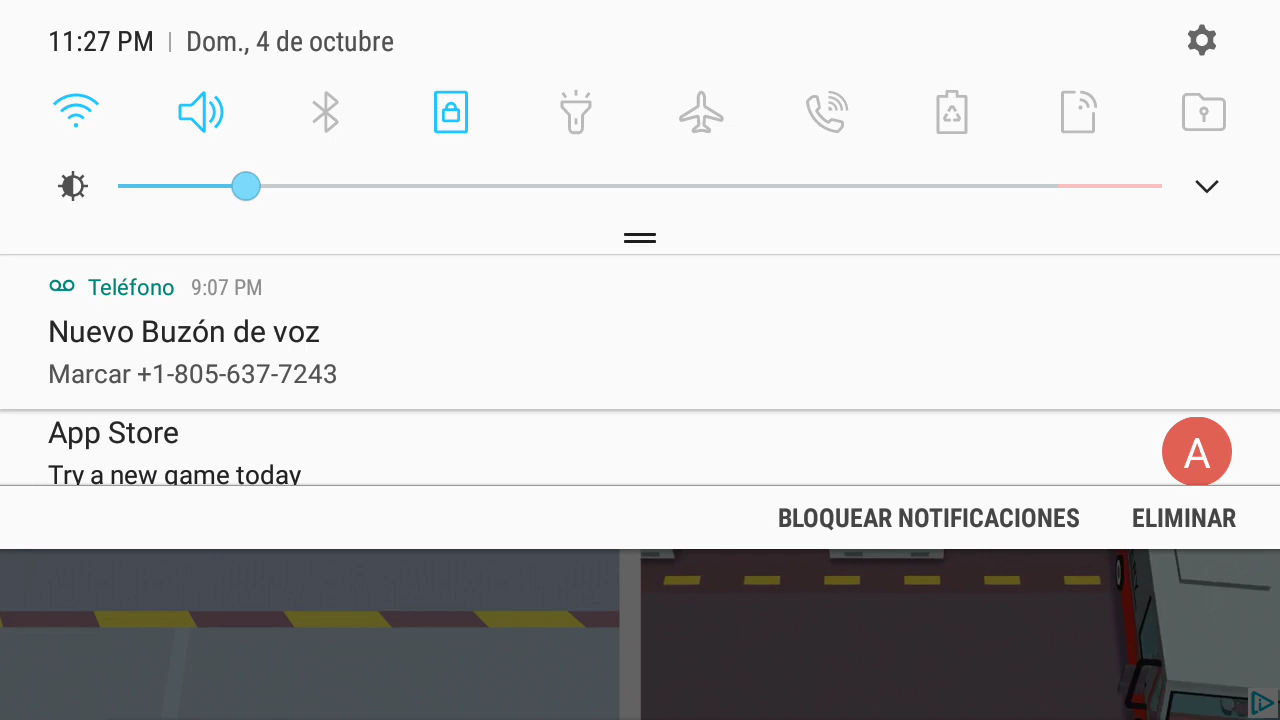 11:27 PM | Dom., 4 de octubre
Teléfono 9:07 PM
Nuevo Buzón de voz
Marcar +1-805-637-7243
App Store
A
Try a new game today
BLOQUEAR NOTIFICACIONES ELIMINAR